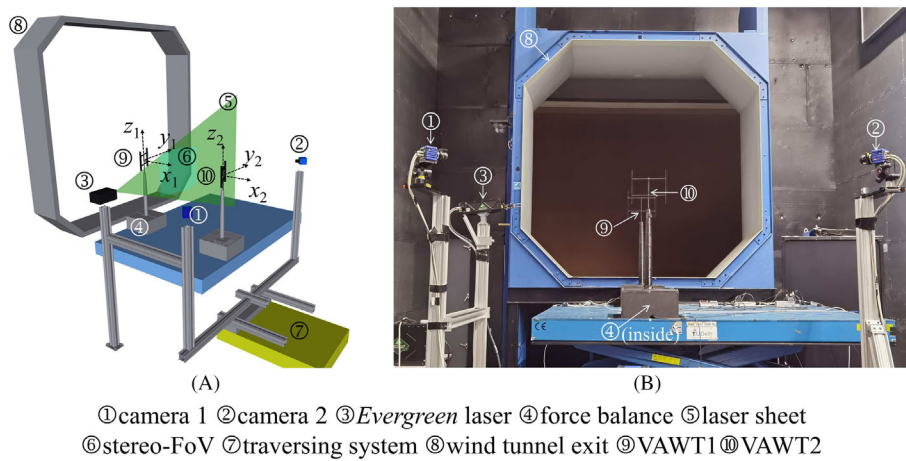 ⑧
⑤
z₁
y₁
z₂
②
⑨
⑥
y₂
③
x₁
⑩
x₂
④
①
⑦
(A)
⑧
①
②
③
⑩
⑨
④(inside)
CE
(B)
①camera 1 ②camera 2 ③Evergreen laser ④force balance ⑤laser sheet
⑥stereo-FoV ⑦traversing system ⑧wind tunnel exit ⑨VAWT1⑩VAWT2